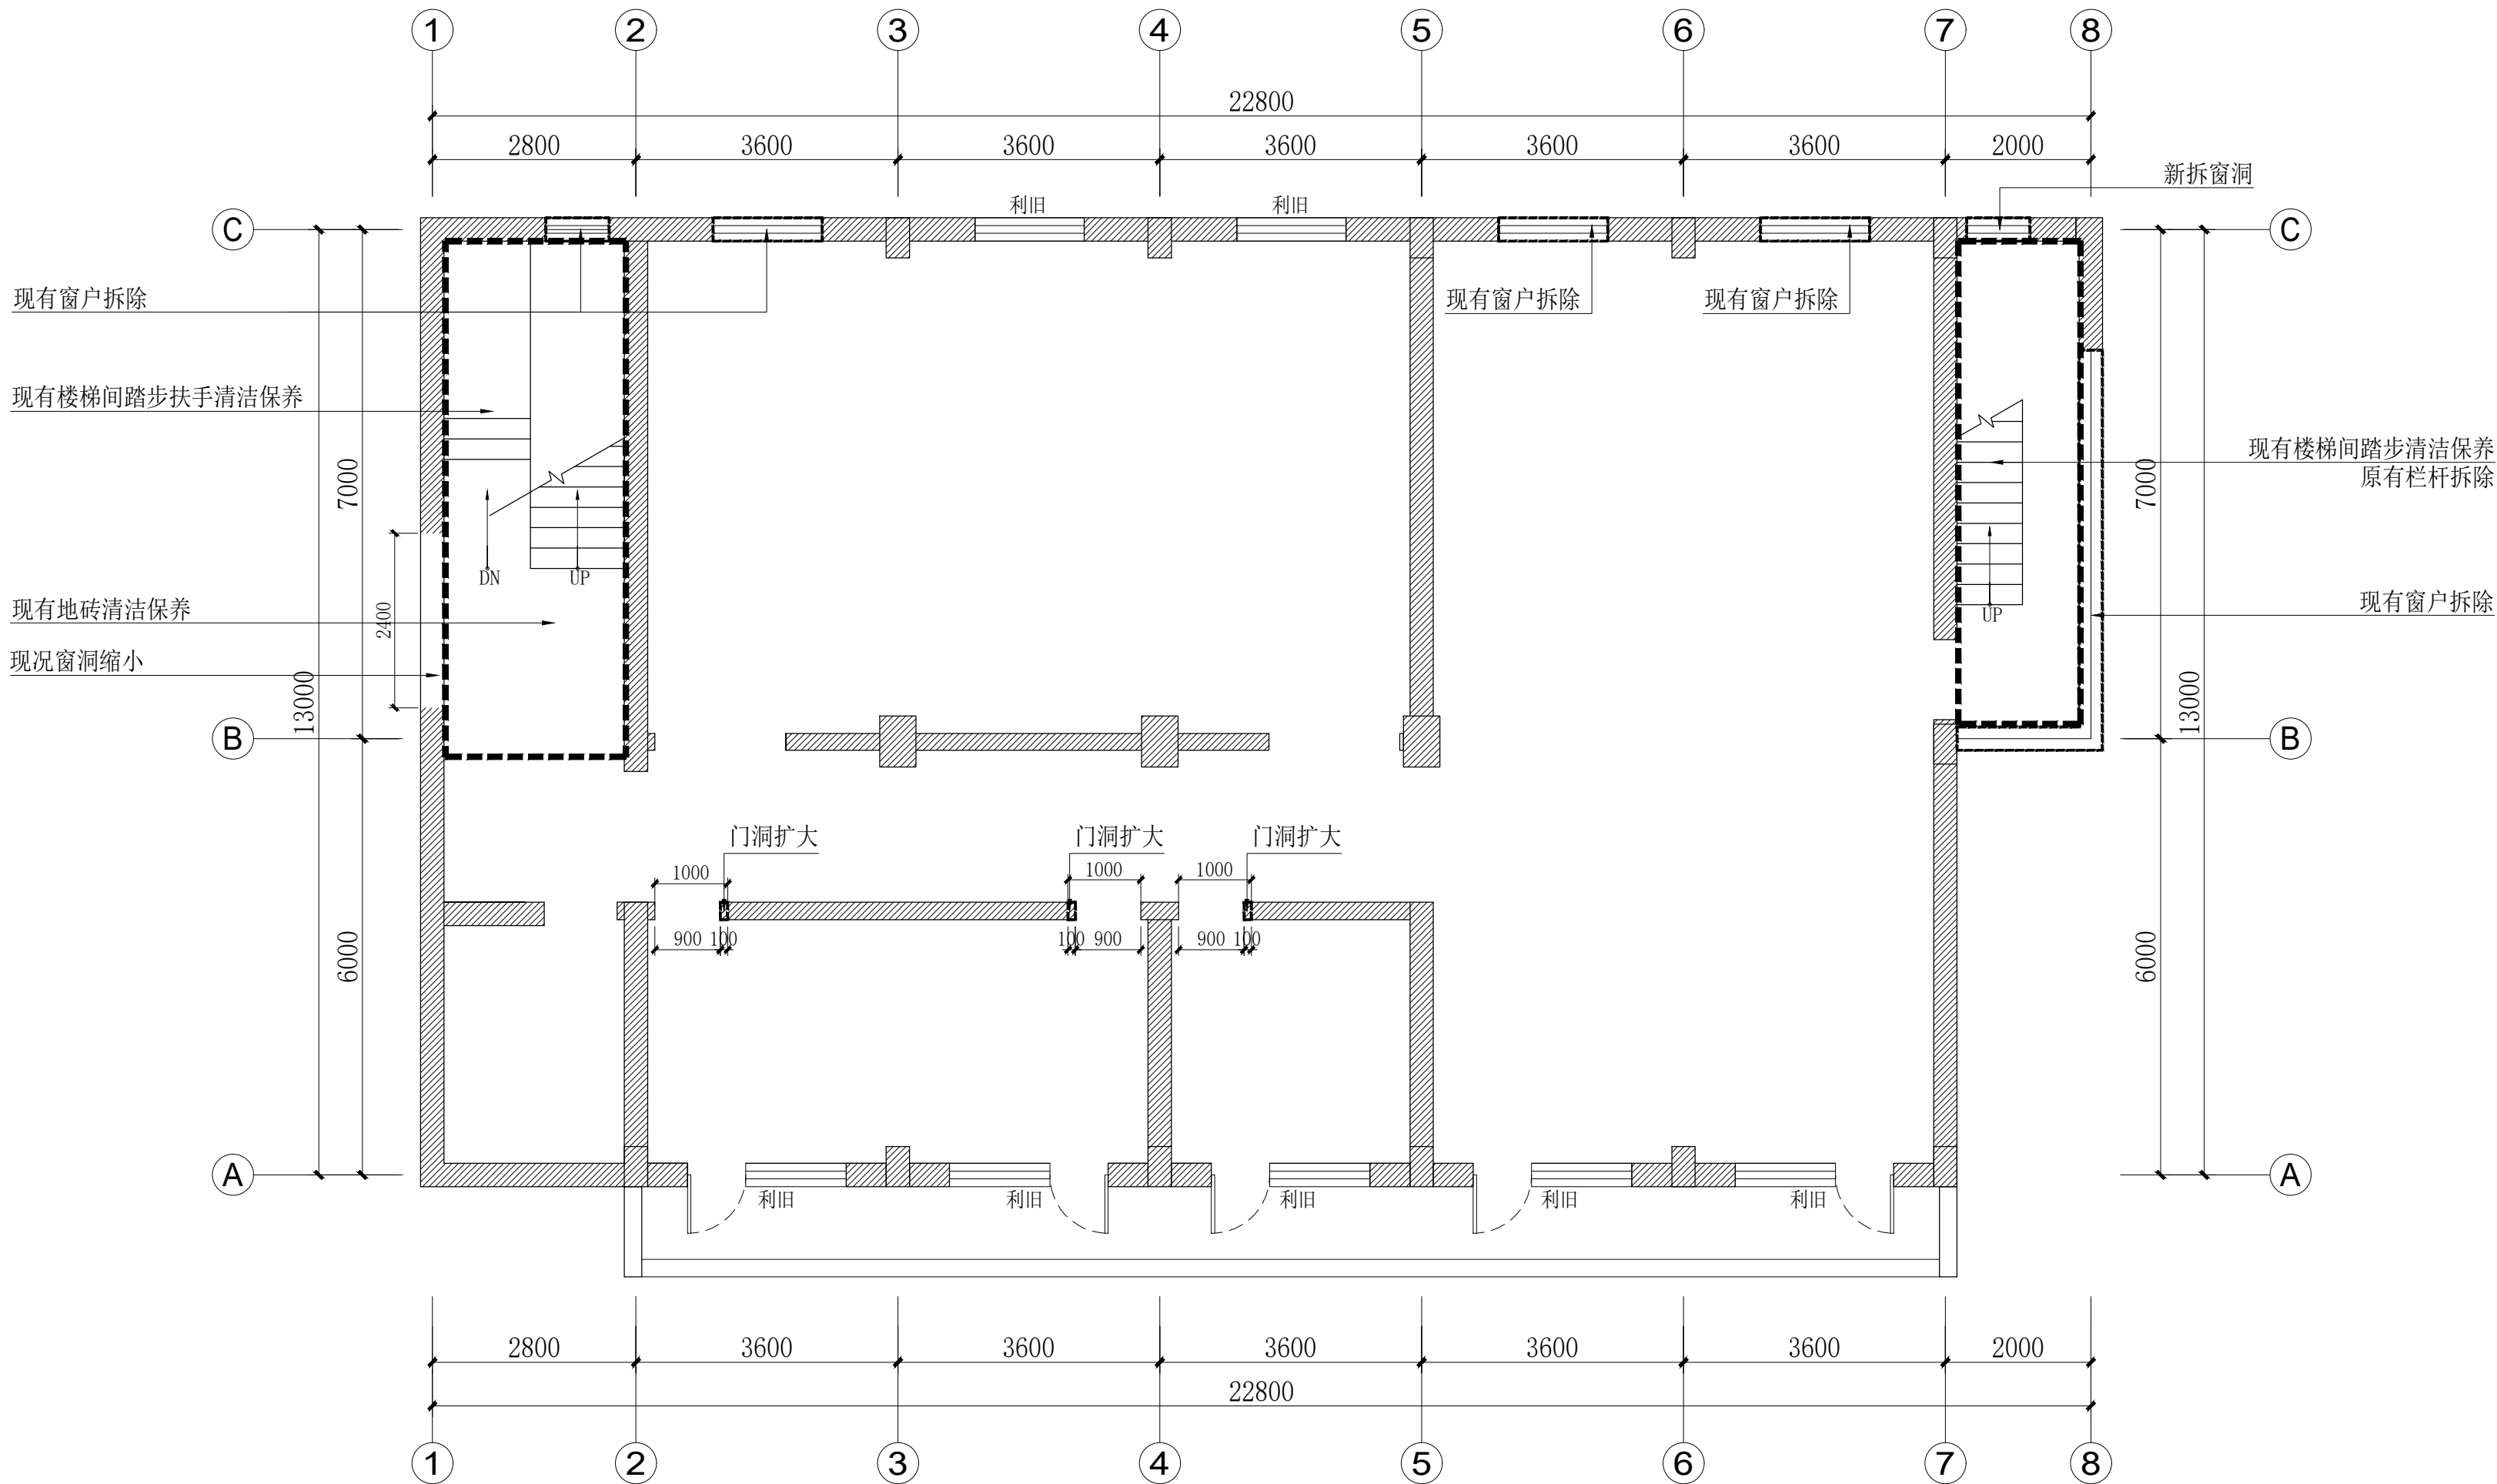 1 2 3 4 5 6 7 8
22800
2800 3600 3600 3600 3600 3600 2000
新拆窗洞
利旧 利旧
C C
现有窗户拆除
现有窗户拆除
现有窗户拆除
现有楼梯间踏步扶手清洁保养
现有楼梯间踏步清洁保养
原有栏杆拆除
7000 7000
DN UP
UP
现有地砖清洁保养
2400
现有窗户拆除
现况窗洞缩小
13000 13000
B B
门洞扩大 门洞扩大 门洞扩大
1000 1000 1000
900 100 100 900 900 100
6000 6000
A A
利旧 利旧 利旧 利旧 利旧
2800 3600 3600 3600 3600 3600 2000
22800
1 2 3 4 5 6 7 8